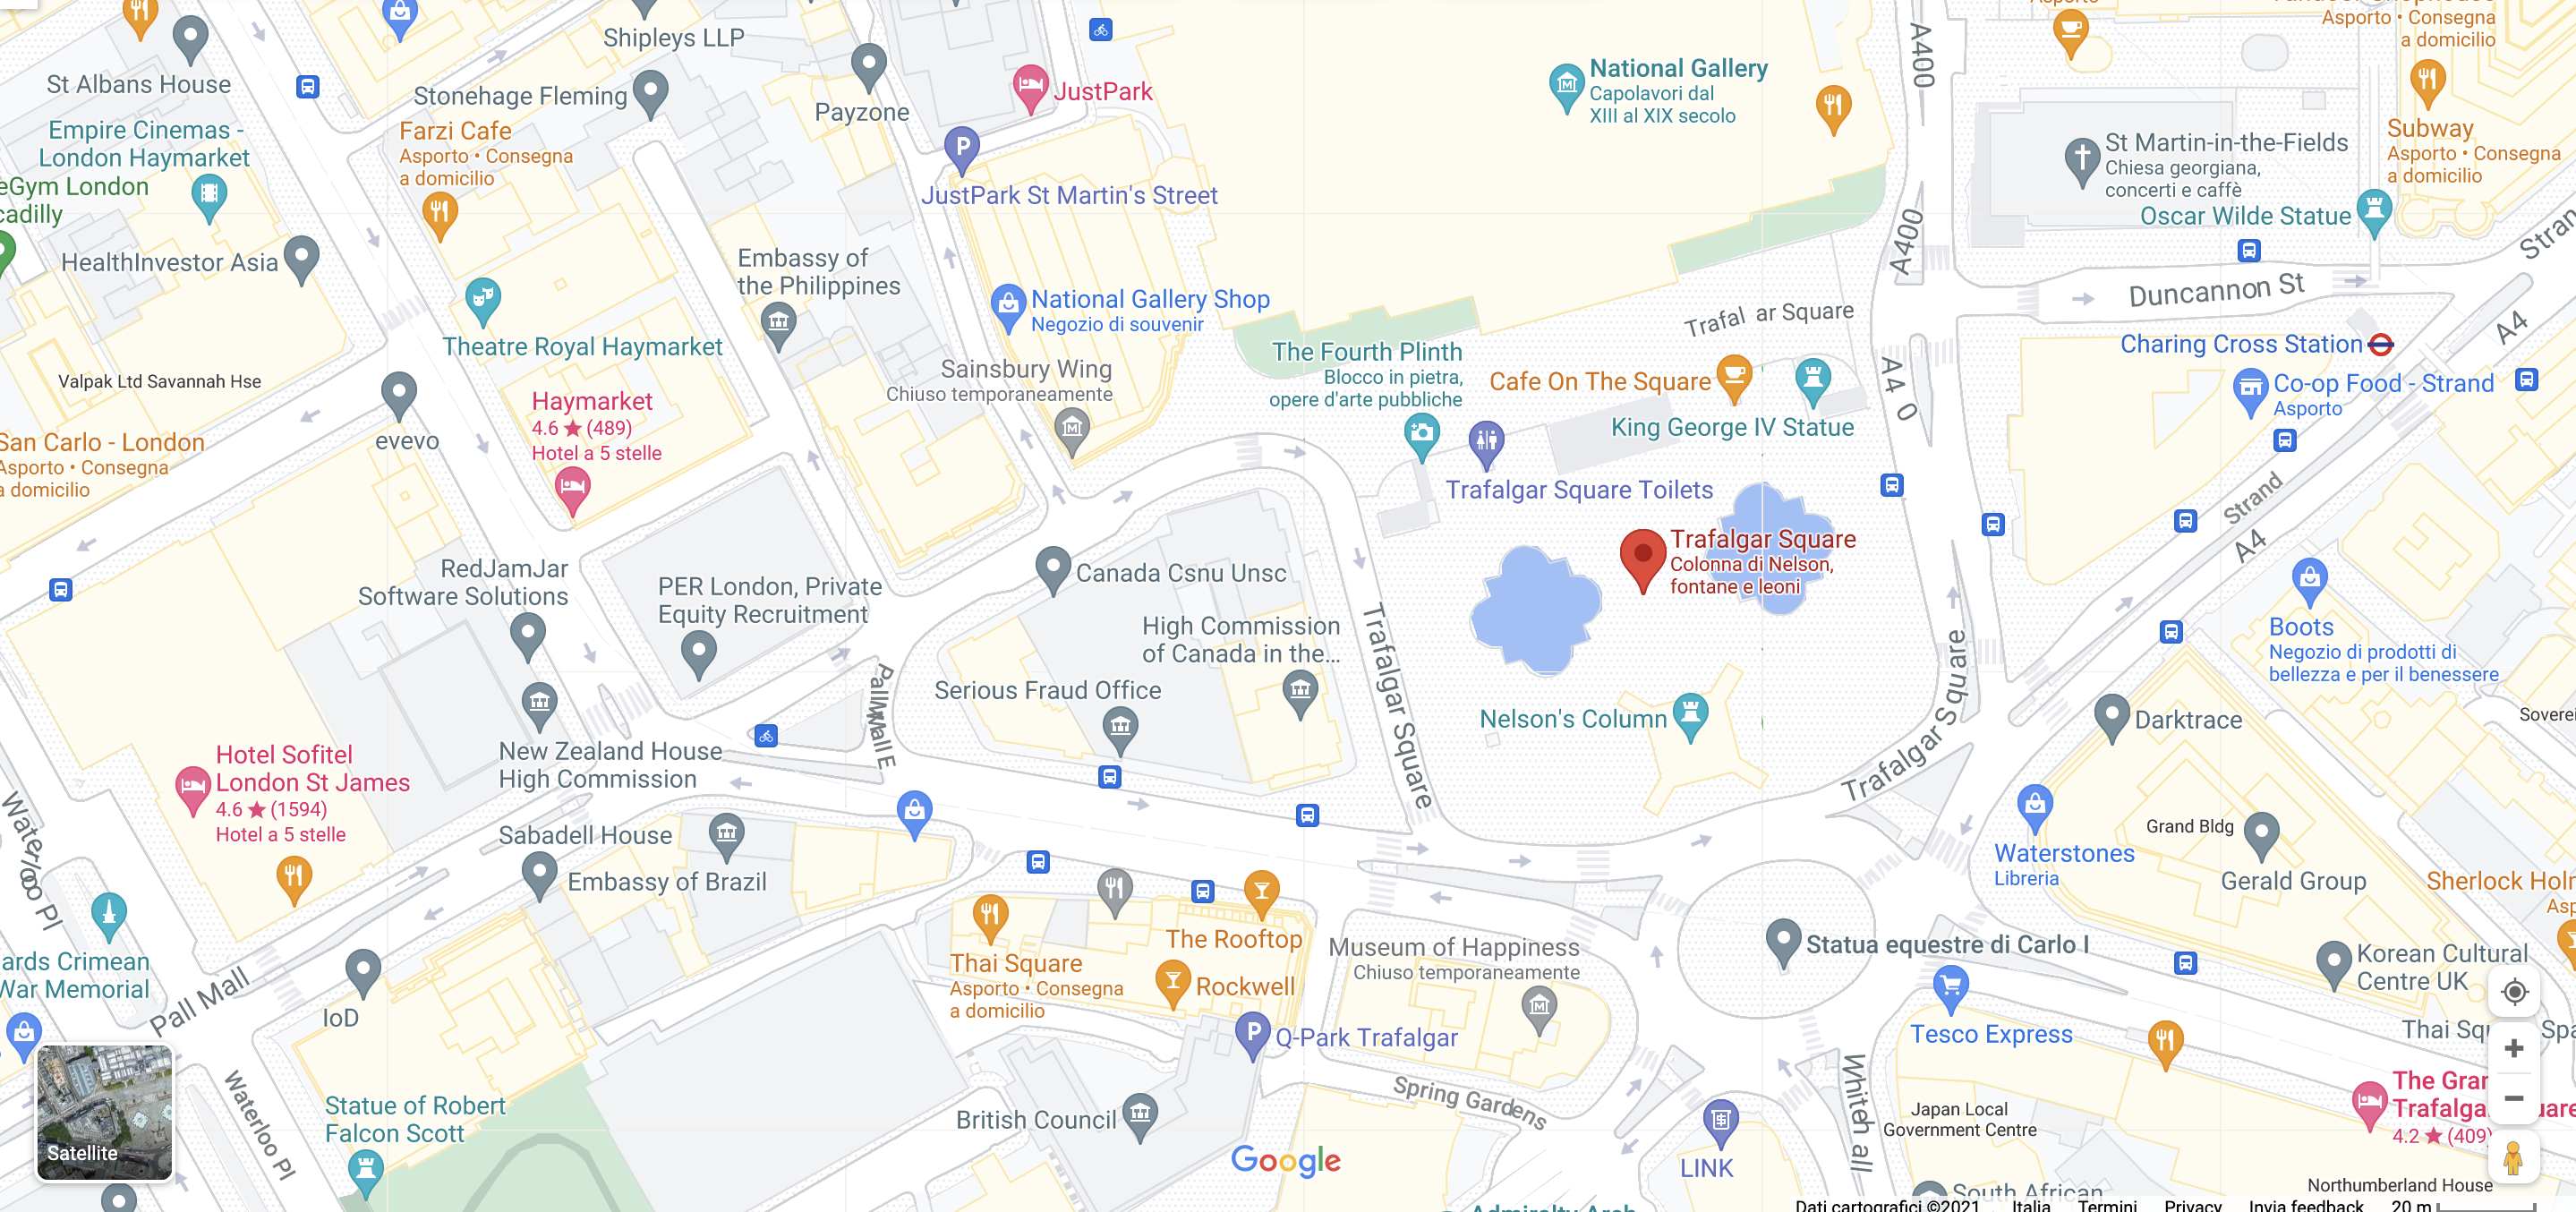 Shipleys LLP
St Albans House
Stonehage Fleming
Payzone
JustPark
National Gallery
Capolavori dal
XIII al XIX secolo
A400
Asporto • Consegna
a domicilio
Empire Cinemas -
London Haymarket
eGym London
cadilly
Farzi Cafe
Asporto • Consegna
a domicilio
JustPark St Martin's Street
St Martin-in-the-Fields
Chiesa georgiana,
concerti e caffè
Subway
Asporto • Consegna
a domicilio
Oscar Wilde Statue
HealthInvestor Asia
Embassy of
the Philippines
A400
Stran
Duncannon St
National Gallery Shop
Negozio di souvenir
Trafal ar Square
Theatre Royal Haymarket
Charing Cross Station
A4
Valpak Ltd Savannah Hse
Sainsbury Wing
Chiuso temporaneamente
The Fourth Plinth
Blocco in pietra,
opere d'arte pubbliche
Cafe On The Square
A4 0
Co-op Food - Strand
Asporto
King George IV Statue
Haymarket
4.6 ★ (489)
Hotel a 5 stelle
evevo
San Carlo - London
Asporto • Consegna
a domicilio
Trafalgar Square Toilets
Strand
A4
Trafalgar Square
Colonna di Nelson,
fontane e leoni
RedJamJar
Software Solutions
PER London, Private
Equity Recruitment
Canada Csnu Unsc
High Commission
of Canada in the...
Trafalgar Square
Boots
Negozio di prodotti di
bellezza e per il benessere
Serious Fraud Office
Nelson's Column
Trafalgar Square
Darktrace
Soverei
New Zealand House
High Commission
Pall Mall E
Hotel Sofitel
London St James
4.6 ★ (1594)
Hotel a 5 stelle
Waterloo Pl
Sabadell House
Embassy of Brazil
Waterstones
Libreria
Grand Bldg
Gerald Group
Sherlock Holm
Asp
The Rooftop
Thai Square
Asporto • Consegna
a domicilio
Rockwell
Museum of Happiness
Chiuso temporaneamente
Statua equestre di Carlo I
Korean Cultural
Centre UK
ards Crimean
War Memorial
Pall Mall
IoD
Q-Park Trafalgar
Tesco Express
Thai Squ Spa
Waterloo Pl
Statue of Robert
Falcon Scott
British Council
Spring Gardens
Whiteh all
Japan Local
Government Centre
The Gran
Trafalga uare
4.2 ★ (409)
Satellite
Google
LINK
Northumberland House
South African
Admiralty Arch
Dati cartografici ©2021 Italia Termini Privacy Invia feedback 20 m